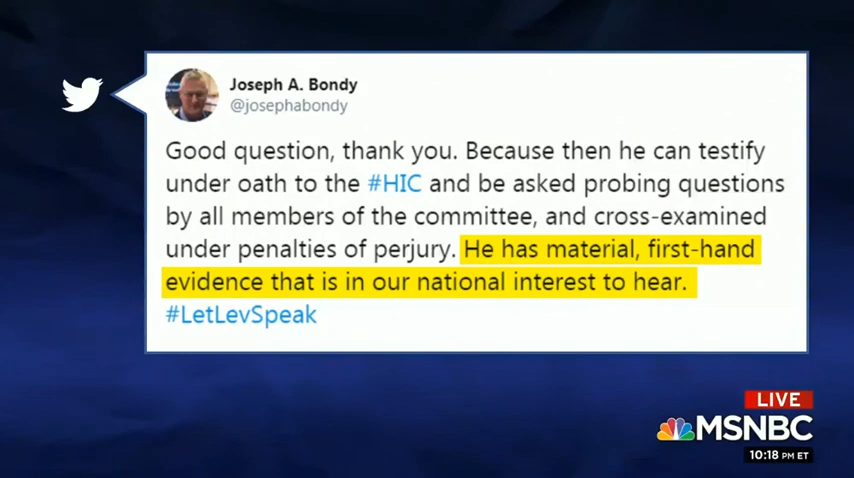 Joseph A. Bondy
@josephabondy
Good question, thank you. Because then he can testify
under oath to the #HIC and be asked probing questions
by all members of the committee, and cross-examined
under penalties of perjury. He has material, first-hand
evidence that is in our national interest to hear.
#LetLevSpeak
LIVE
MSNBC
10:18 PM ET